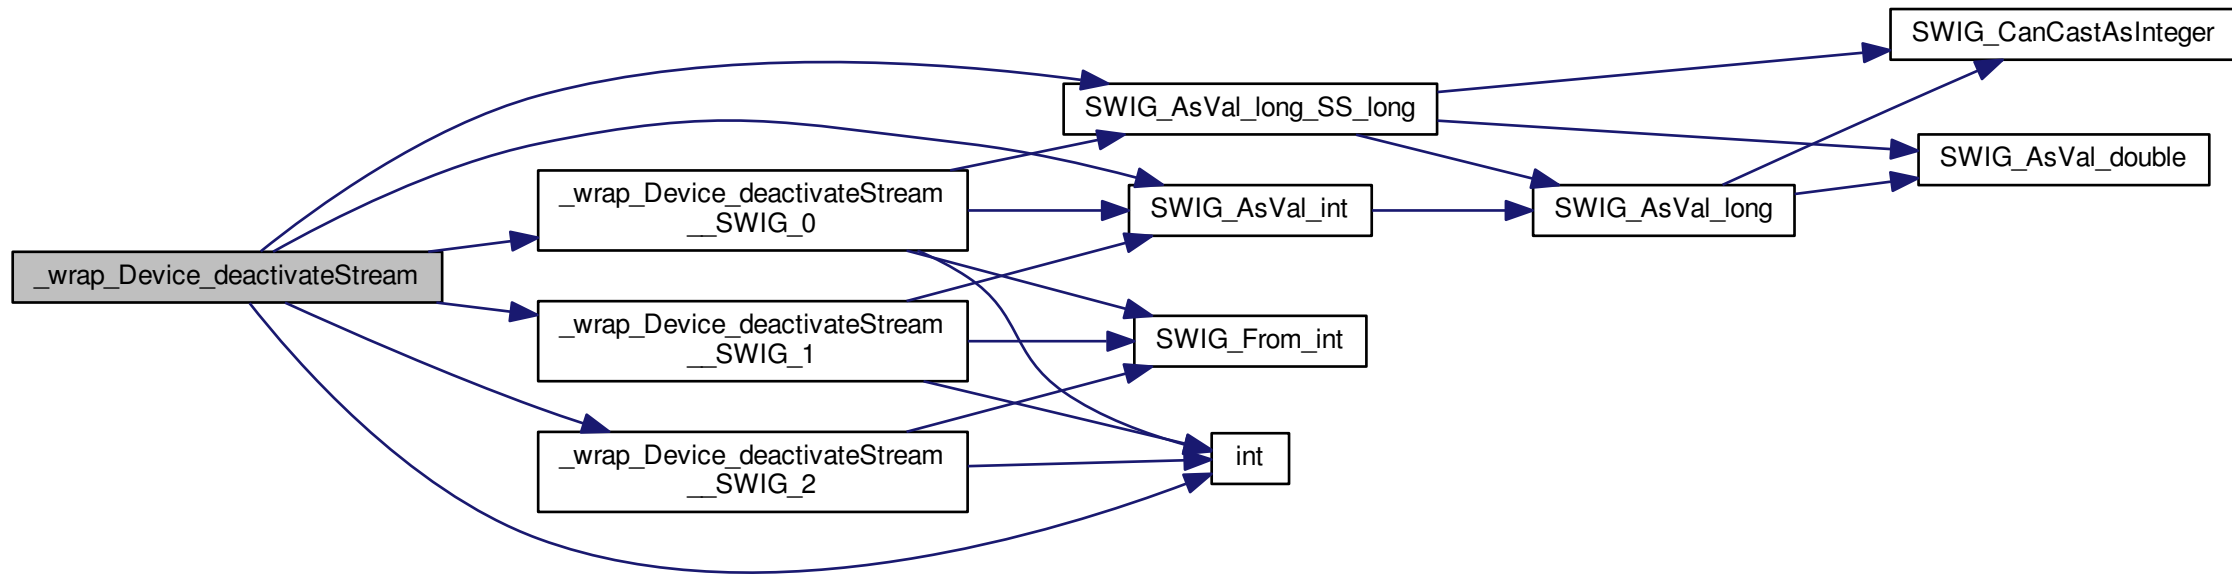 _wrap_Device_deactivateStream
_wrap_Device_deactivateStream
__SWIG_0
_wrap_Device_deactivateStream
__SWIG_1
_wrap_Device_deactivateStream
__SWIG_2
SWIG_AsVal_long_SS_long
SWIG_AsVal_int
SWIG_From_int
int
SWIG_AsVal_long
SWIG_CanCastAsInteger
SWIG_AsVal_double